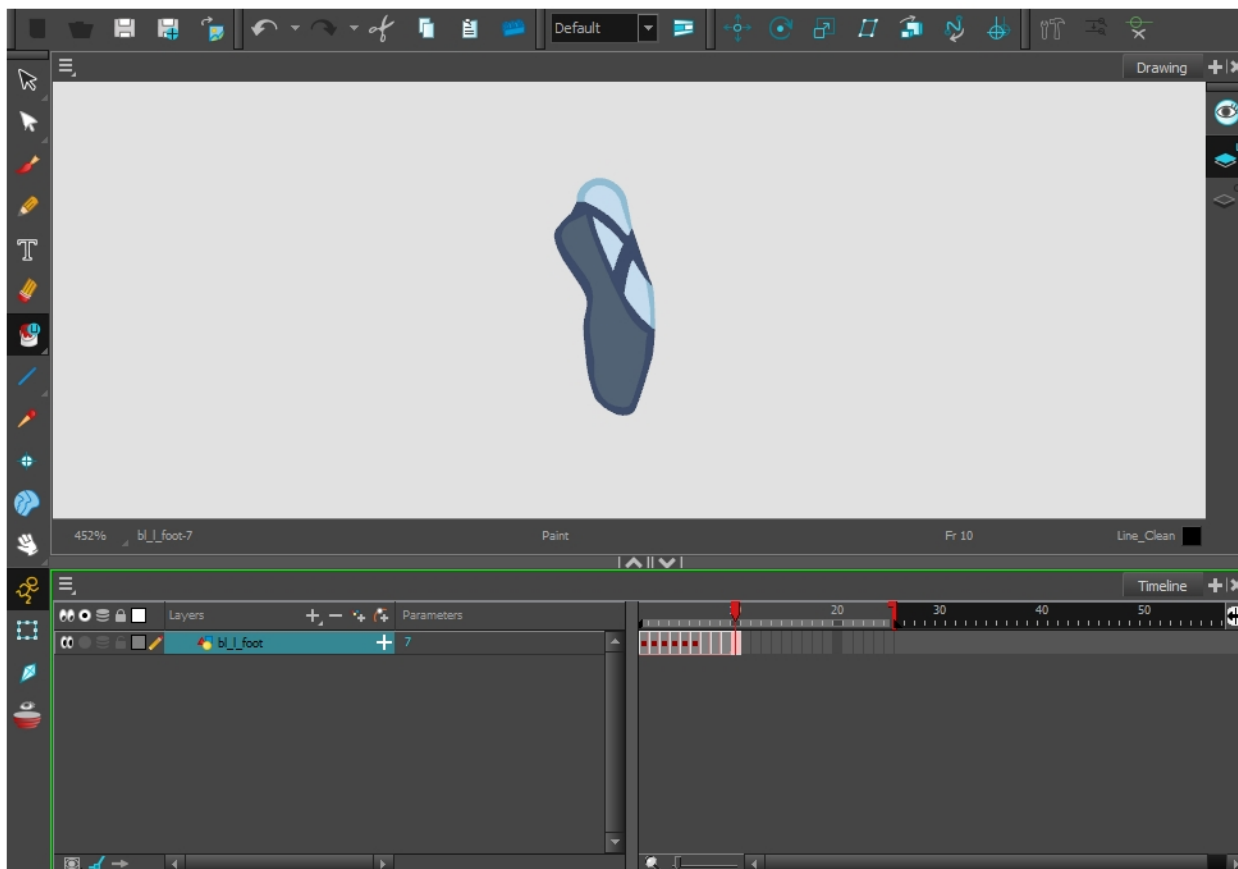 Default
Drawing
T
452% bl_l_foot-7 Paint Fr 10 Line_Clean
Timeline
Layers Parameters
20 30 40 50
bl_l_foot 7